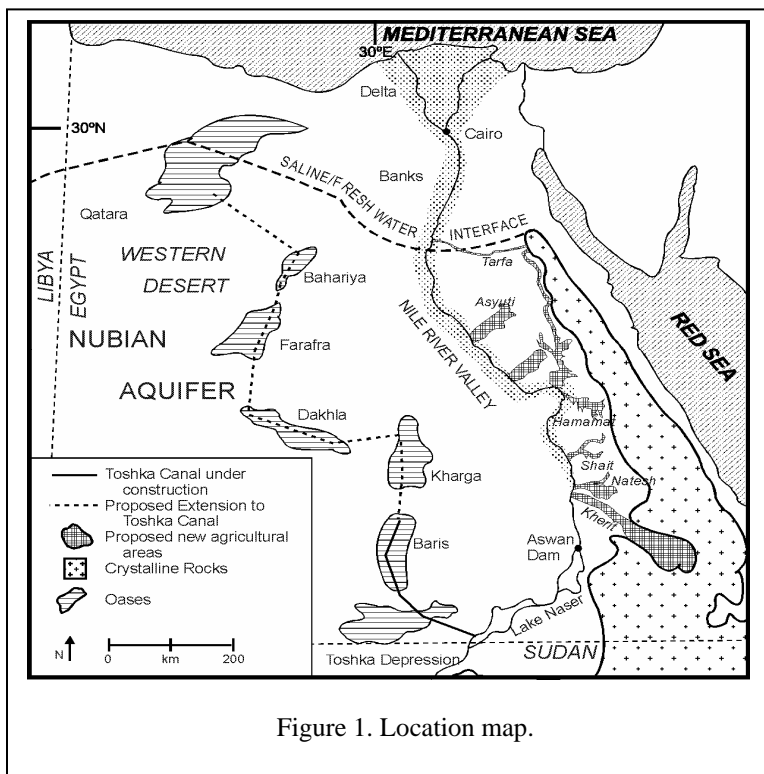 MEDITERRANEAN SEA
30ºE
Delta
30ºN
Cairo
Banks
SALINE/FRESH WATER INTERFACE
Qatara
Tarfa
LIBYA
EGYPT
WESTERN
DESERT
Bahariya
Asyuti
RED SEA
NUBIAN
Farafra
NILE RIVER VALLEY
AQUIFER
Dakhla
Hamamat
Kharga
Shait
Natech
Kherit
Toshka Canal under
construction
Proposed Extension to
Toshka Canal
Proposed new agricultural
areas
Crystalline Rocks
Oases
Baris
Aswan
Dam
Lake Naser
N
0
km
200
Toshka Depression
SUDAN
Figure 1. Location map.